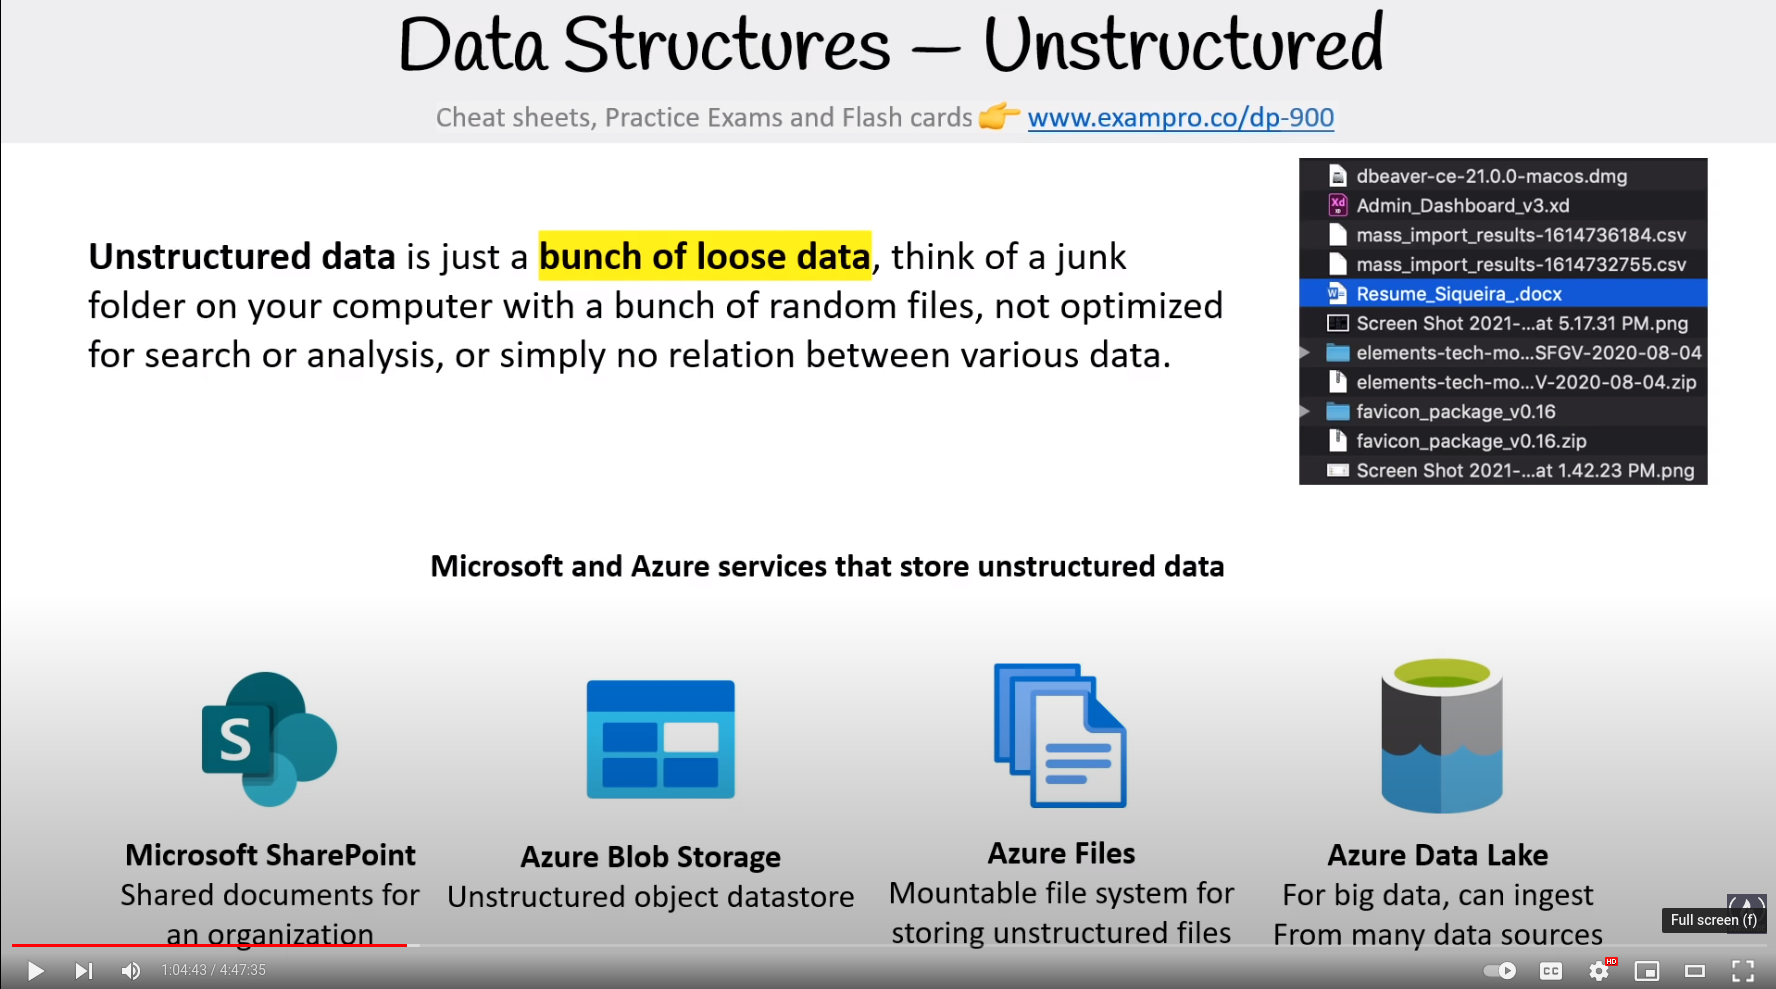 Data Structures – Unstructured
Cheat sheets, Practice Exams and Flash cards 👉 www.exampro.co/dp-900
Unstructured data is just a bunch of loose data, think of a junk
folder on your computer with a bunch of random files, not optimized
for search or analysis, or simply no relation between various data.
dbeaver-ce-21.0.0-macos.dmg
Xd
Admin_Dashboard_v3.xd
mass_import_results-1614736184.csv
mass_import_results-1614732755.csv
W
Resume_Siqueira_.docx
Screen Shot 2021-...at 5.17.31 PM.png
elements-tech-mo...SFGV-2020-08-04
elements-tech-mo...V-2020-08-04.zip
favicon_package_v0.16
favicon_package_v0.16.zip
Screen Shot 2021-...at 1.42.23 PM.png
Microsoft and Azure services that store unstructured data
S
Microsoft SharePoint
Shared documents for
an organization
Azure Blob Storage
Unstructured object datastore
Azure Files
Mountable file system for
storing unstructured files
Azure Data Lake
For big data, can ingest
From many data sources
Full screen (f)
1:04:43 / 4:47:35
CC
HD